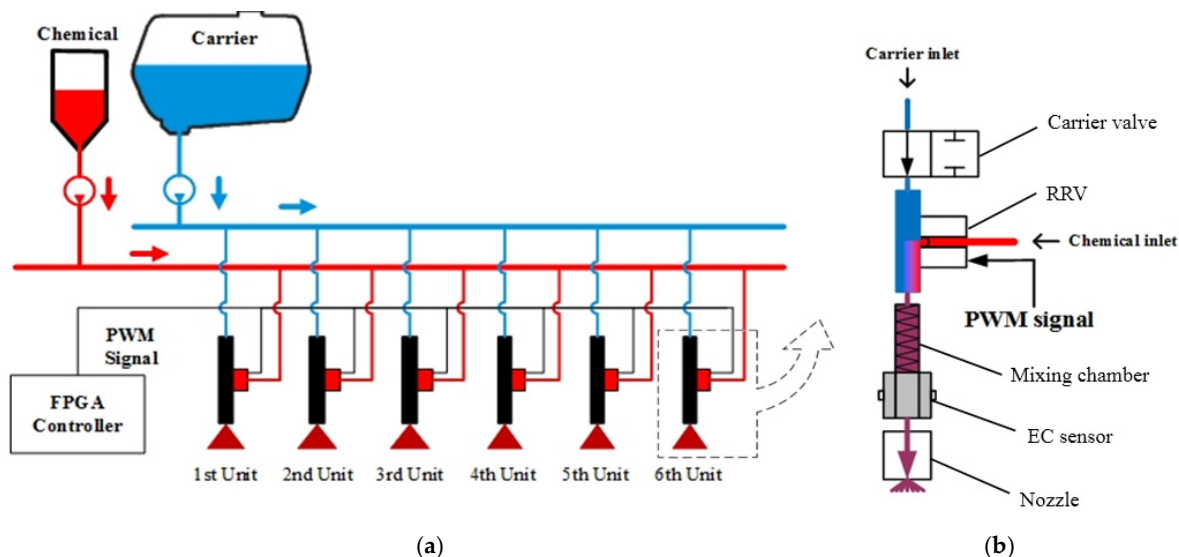 Chemical
Carrier
PWM
Signal
FPGA
Controller
1st Unit
2nd Unit
3rd Unit
4th Unit
5th Unit
6th Unit
(a)
Carrier inlet
Carrier valve
RRV
Chemical inlet
PWM signal
Mixing chamber
EC sensor
Nozzle
(b)